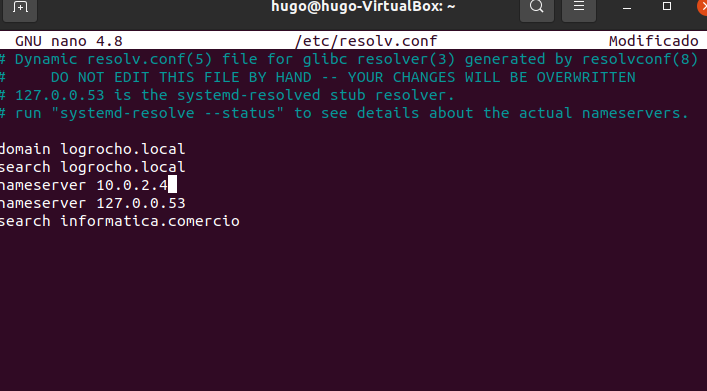 hugo@hugo-VirtualBox: ~
GNU nano 4.8 /etc/resolv.conf Modificado
# Dynamic resolv.conf(5) file for glibc resolver(3) generated by resolvconf(8)
# DO NOT EDIT THIS FILE BY HAND -- YOUR CHANGES WILL BE OVERWRITTEN
# 127.0.0.53 is the systemd-resolved stub resolver.
# run "systemd-resolve --status" to see details about the actual nameservers.
domain logrocho.local
search logrocho.local
nameserver 10.0.2.4
nameserver 127.0.0.53
search informatica.comercio